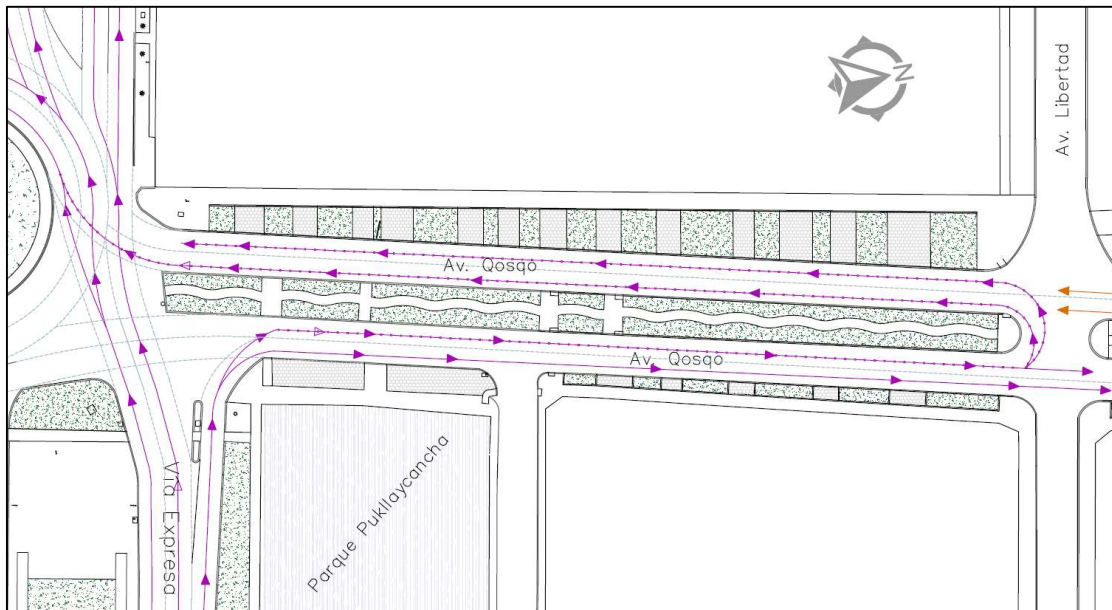 N
Av. Libertad
Av. Qosqo
Av. Qosqo
Vía Expresa
Parque Pukllaycancha